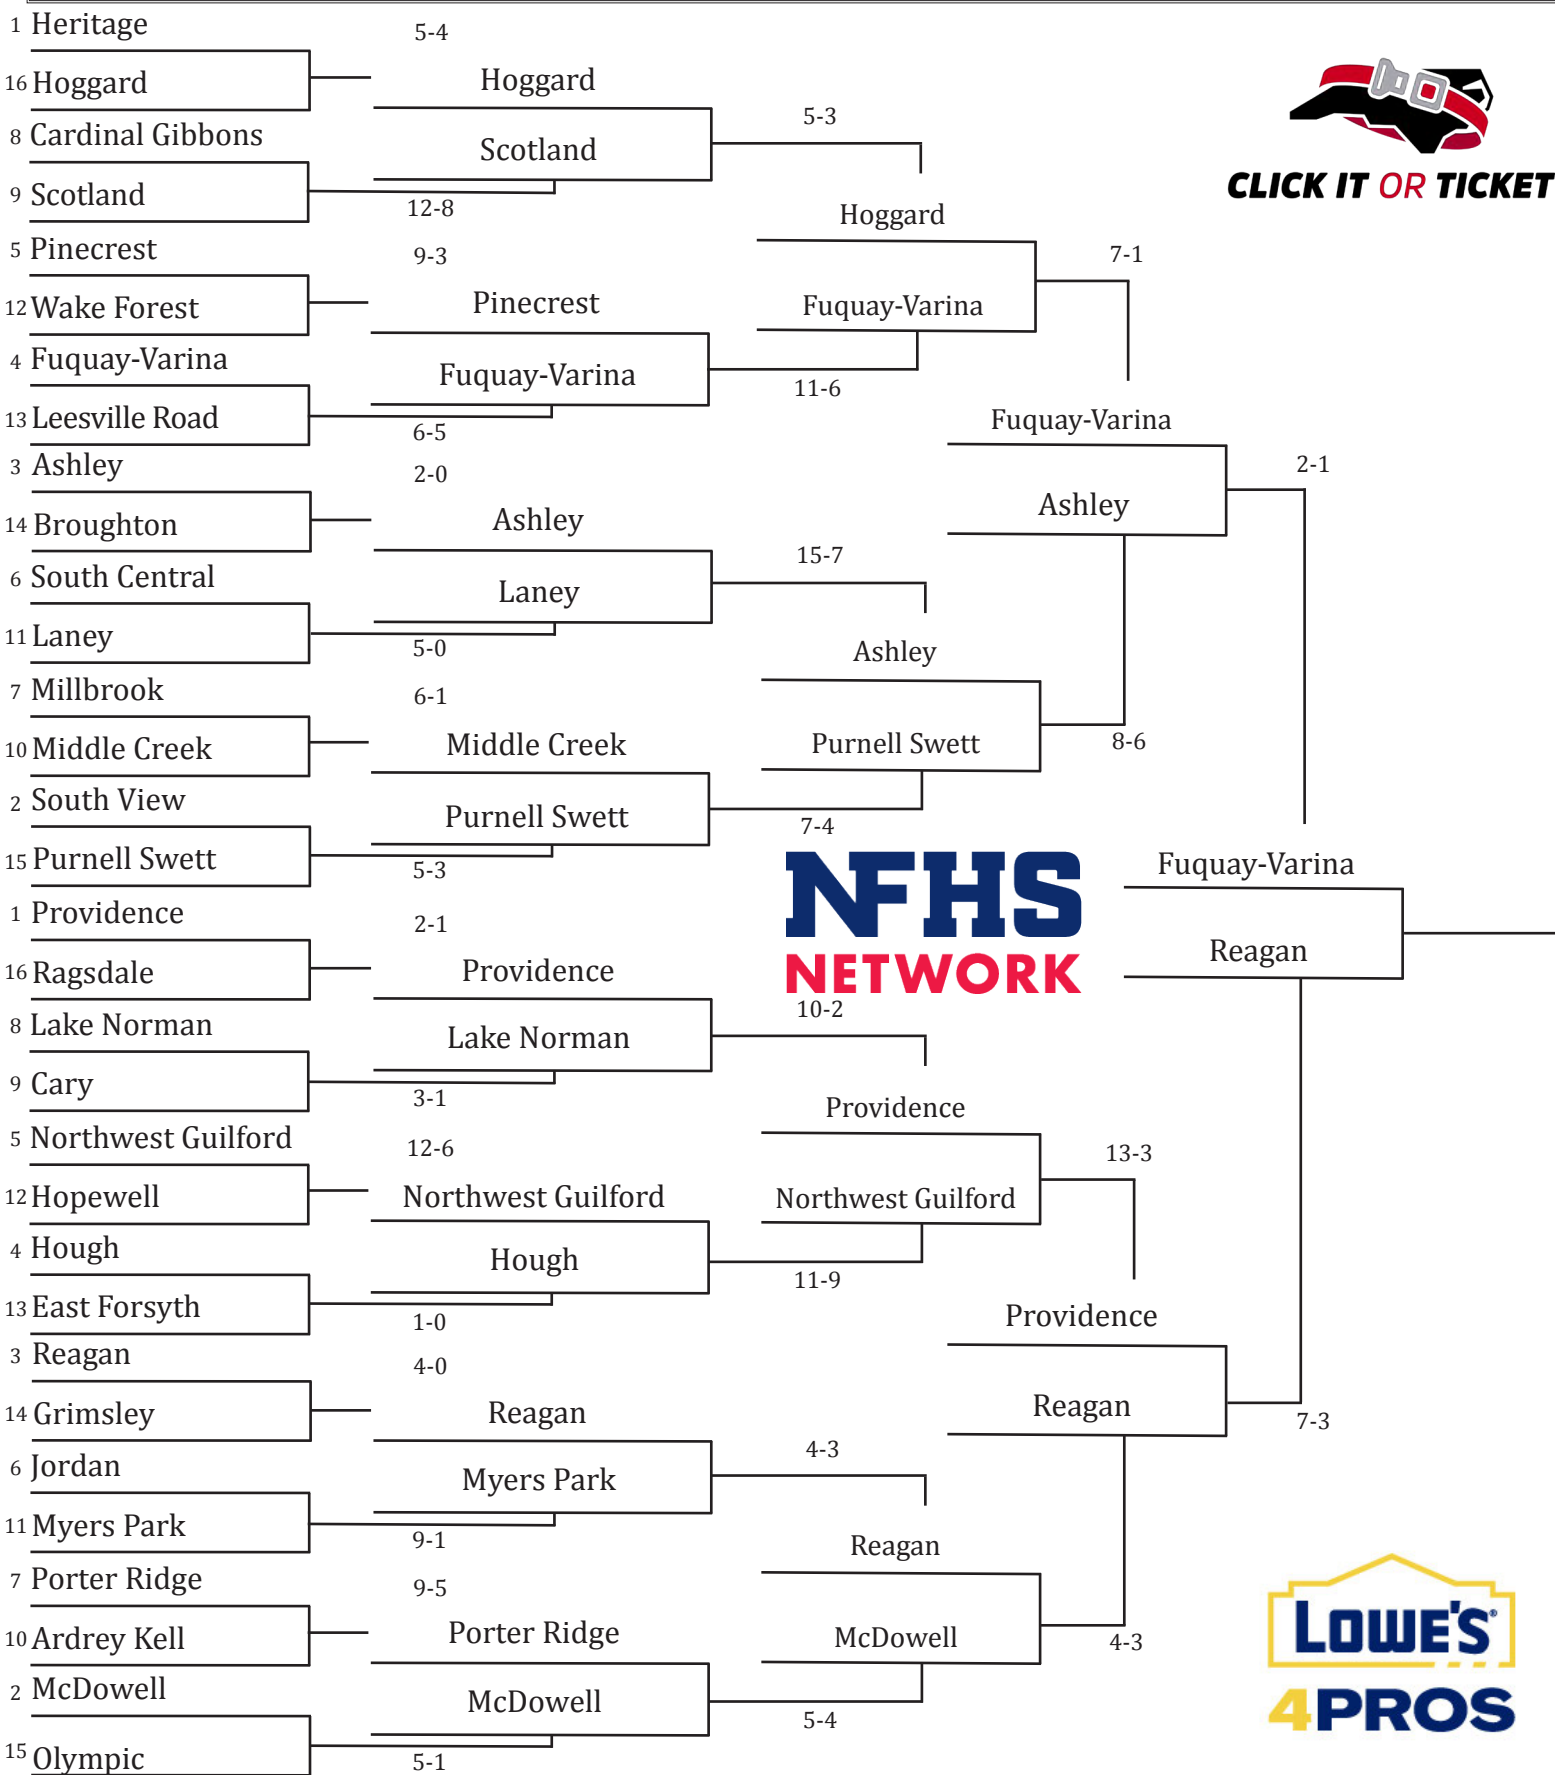 1 Heritage
5-4
16 Hoggard
Hoggard
8 Cardinal Gibbons
5-3
Scotland
9 Scotland
12-8
CLICK IT OR TICKET
Hoggard
5 Pinecrest
9-3
7-1
12 Wake Forest
Pinecrest
Fuquay-Varina
4 Fuquay-Varina
Fuquay-Varina
11-6
13 Leesville Road
6-5
Fuquay-Varina
3 Ashley
2-0
2-1
14 Broughton
Ashley
Ashley
15-7
6 South Central
Laney
11 Laney
5-0
Ashley
7 Millbrook
6-1
10 Middle Creek
Middle Creek
Purnell Swett
8-6
2 South View
Purnell Swett
7-4
15 Purnell Swett
5-3
NFHS
NETWORK
Fuquay-Varina
1 Providence
2-1
Reagan
16 Ragsdale
Providence
10-2
8 Lake Norman
Lake Norman
9 Cary
3-1
Providence
5 Northwest Guilford
12-6
13-3
12 Hopewell
Northwest Guilford
Northwest Guilford
4 Hough
Hough
11-9
13 East Forsyth
1-0
Providence
3 Reagan
4-0
14 Grimsley
Reagan
Reagan
7-3
6 Jordan
4-3
Myers Park
11 Myers Park
9-1
Reagan
7 Porter Ridge
9-5
10 Ardrey Kell
Porter Ridge
McDowell
4-3
LOWE'S®
2 McDowell
McDowell
5-4
4PROS
15 Olympic
5-1